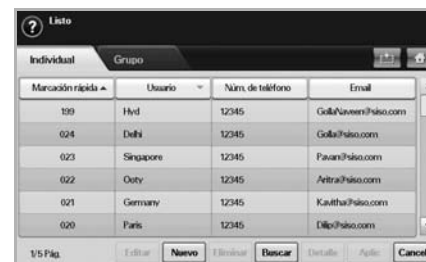 ? Listo
Individual Grupo
Marcación rápida Usuario Núm. de teléfono Email
199 Hyd 12345 GollaNaveen@siso.com
024 Delhi 12345 Golla@siso.com
023 Singapore 12345 Pavan@siso.com
022 Ooty 12345 Aritra@siso.com
021 Germany 12345 Kavitha@siso.com
020 Paris 12345 Dilip@siso.com
1/5 Pág. Editar Nuevo Eliminar Buscar Detalle Aplic Cancel